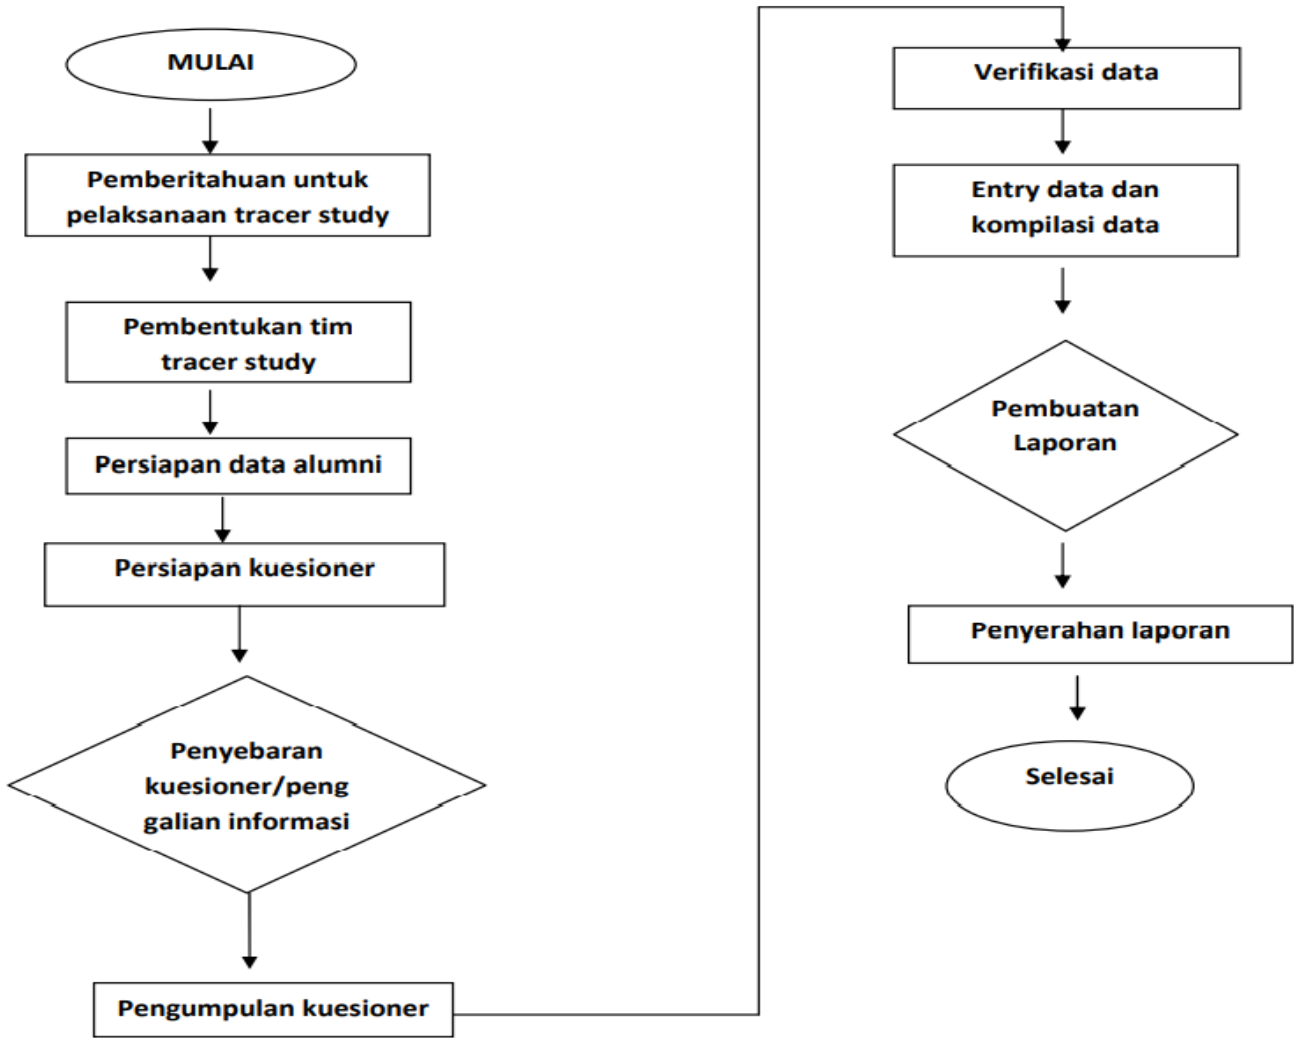 MULAI
Pemberitahuan untuk
pelaksanaan tracer study
Pembentukan tim
tracer study
Persiapan data alumni
Persiapan kuesioner
Penyebaran
kuesioner/peng
galian informasi
Pengumpulan kuesioner
Verifikasi data
Entry data dan
kompilasi data
Pembuatan
Laporan
Penyerahan laporan
Selesai